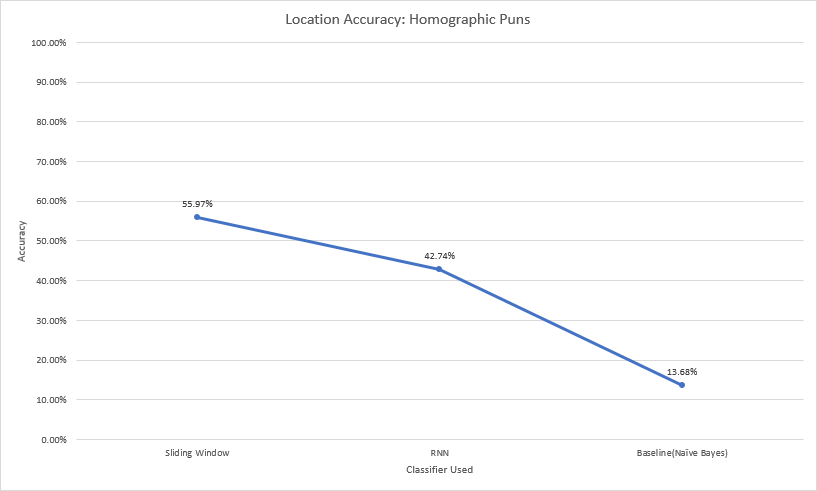 Location Accuracy: Homographic Puns
100.00%
90.00%
80.00%
70.00%
60.00%
50.00%
40.00%
30.00%
20.00%
10.00%
0.00%
Accuracy
55.97%
42.74%
13.68%
Sliding Window
RNN
Baseline(Naïve Bayes)
Classifier Used